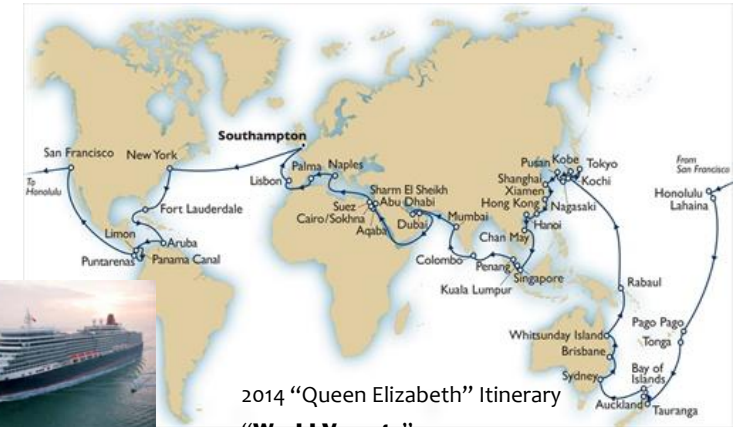 Southampton
San Francisco
New York
To
Honolulu
Fort Lauderdale
Limon
Aruba
Puntarenas
Panama Canal
Lisbon
Palma
Naples
Sharm El Sheikh
Suez
Abu Dhabi
Cairo/Sokhna
Dubai
Aqaba
Mumbai
Colombo
Penang
Kuala Lumpur
Singapore
Chan May
Hanoi
Hong Kong
Xiamen
Shanghai
Nagasaki
Pusan
Kobe
Tokyo
Kochi
From
San Francisco
Honolulu
Lahaina
Rabaul
Pago Pago
Tonga
Whitsunday Island
Brisbane
Sydney
Bay of
Islands
Auckland
Tauranga
2014 “Queen Elizabeth” Itinerary